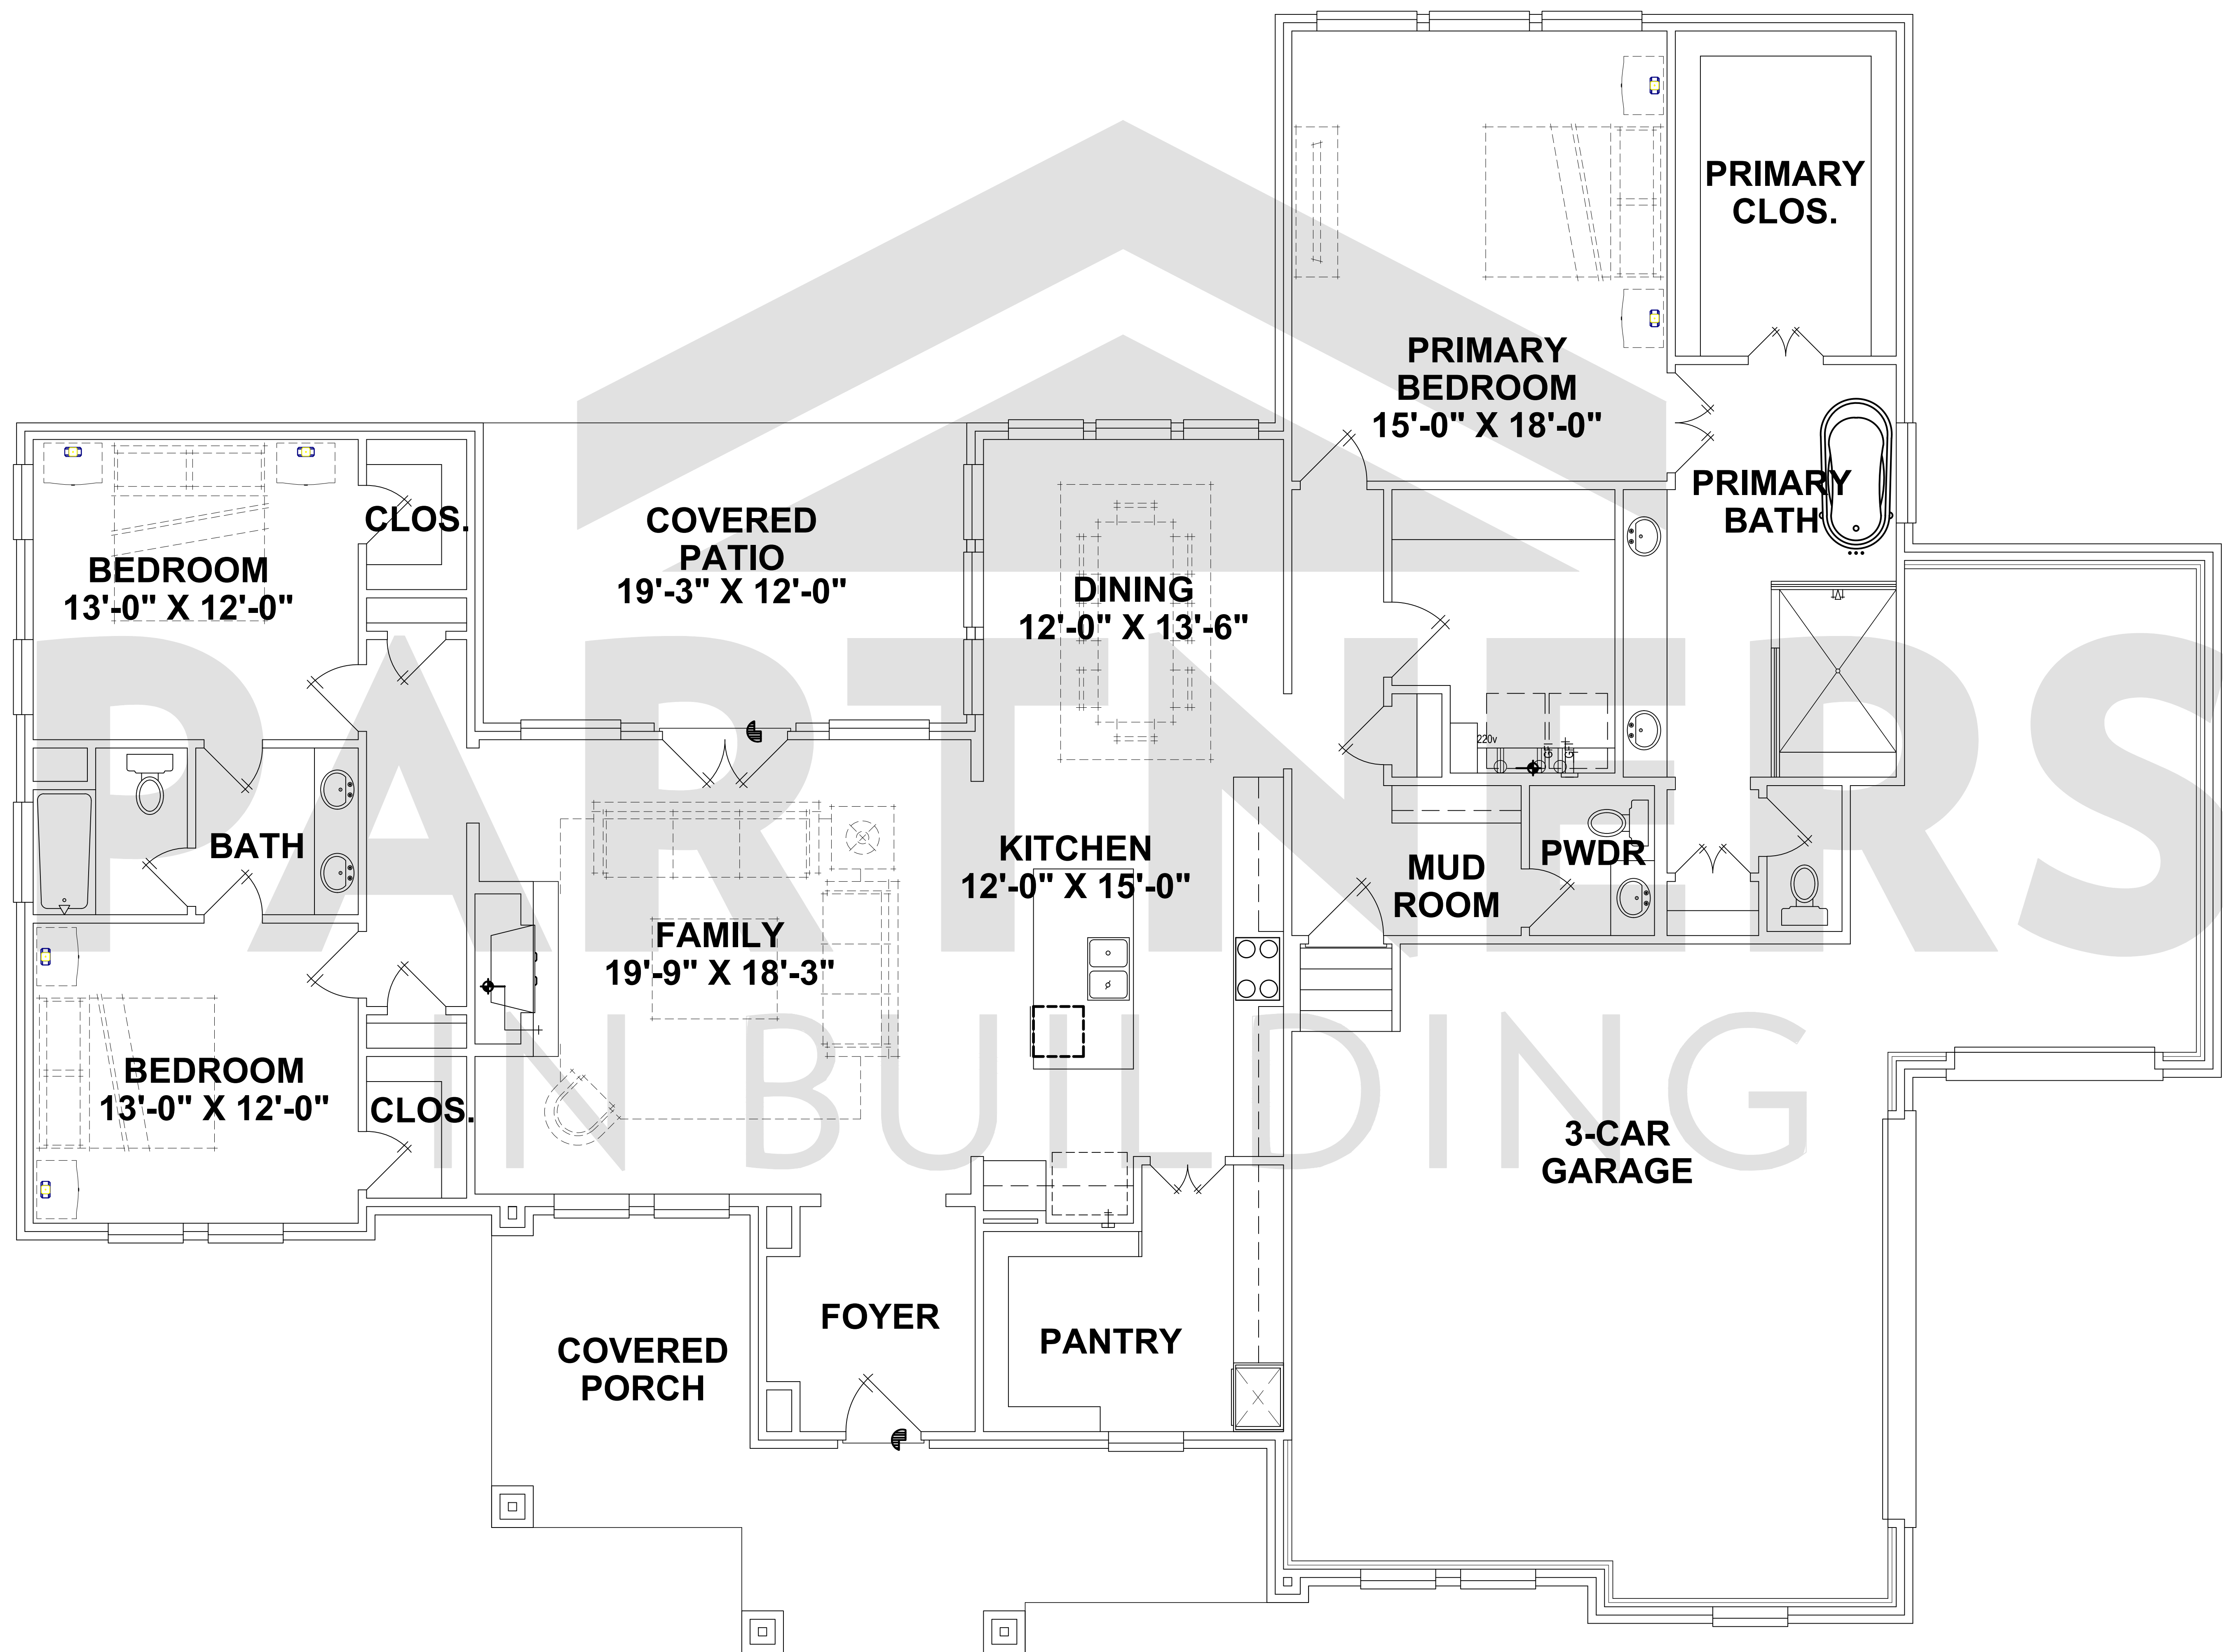 PRIMARY
CLOS.
PRIMARY
BEDROOM
15'-0" X 18'-0"
PRIMARY
BATH
CLOS.
COVERED
PATIO
19'-3" X 12'-0"
BEDROOM
13'-0" X 12'-0"
DINING
12'-0" X 13'-6"
PARTNERS
IN BUILDING
220v
GFI
GFI
BATH
KITCHEN
12'-0" X 15'-0"
MUD
ROOM
PWDR
FAMILY
19'-9" X 18'-3"
BEDROOM
13'-0" X 12'-0"
CLOS.
3-CAR
GARAGE
FOYER
PANTRY
COVERED
PORCH